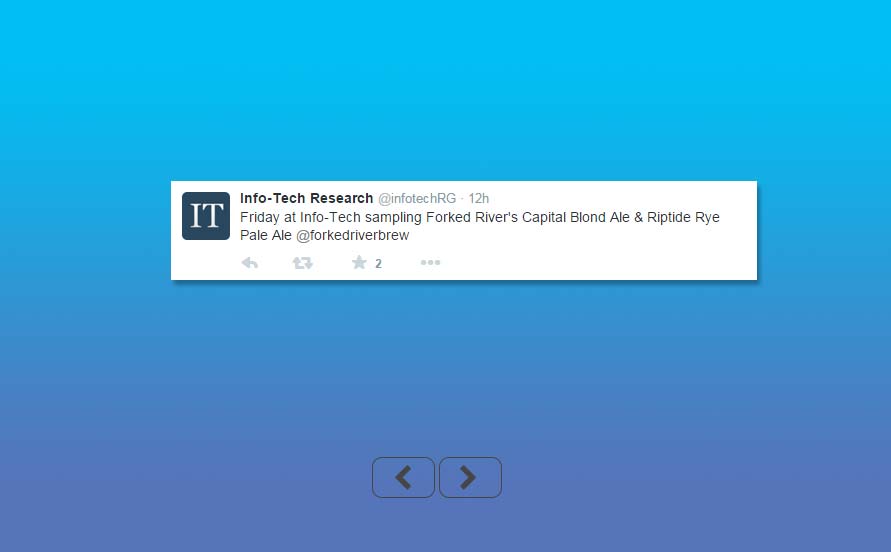 IT
Info-Tech Research @infotechRG · 12h
Friday at Info-Tech sampling Forked River's Capital Blond Ale & Riptide Rye
Pale Ale @forkedriverbrew
2